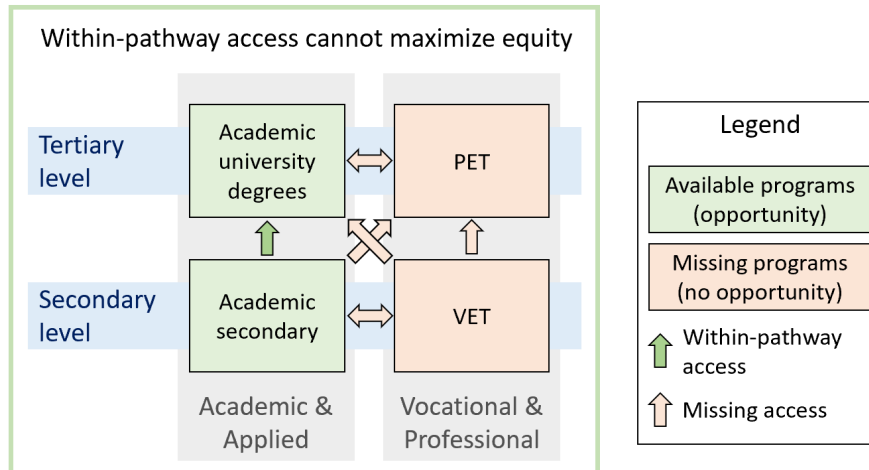 Within-pathway access cannot maximize equity
Tertiary
level
Academic
university
degrees
PET
Secondary
level
Academic
secondary
VET
Academic &
Applied
Vocational &
Professional
Legend
Available programs
(opportunity)
Missing programs
(no opportunity)
Within-pathway
access
Missing access